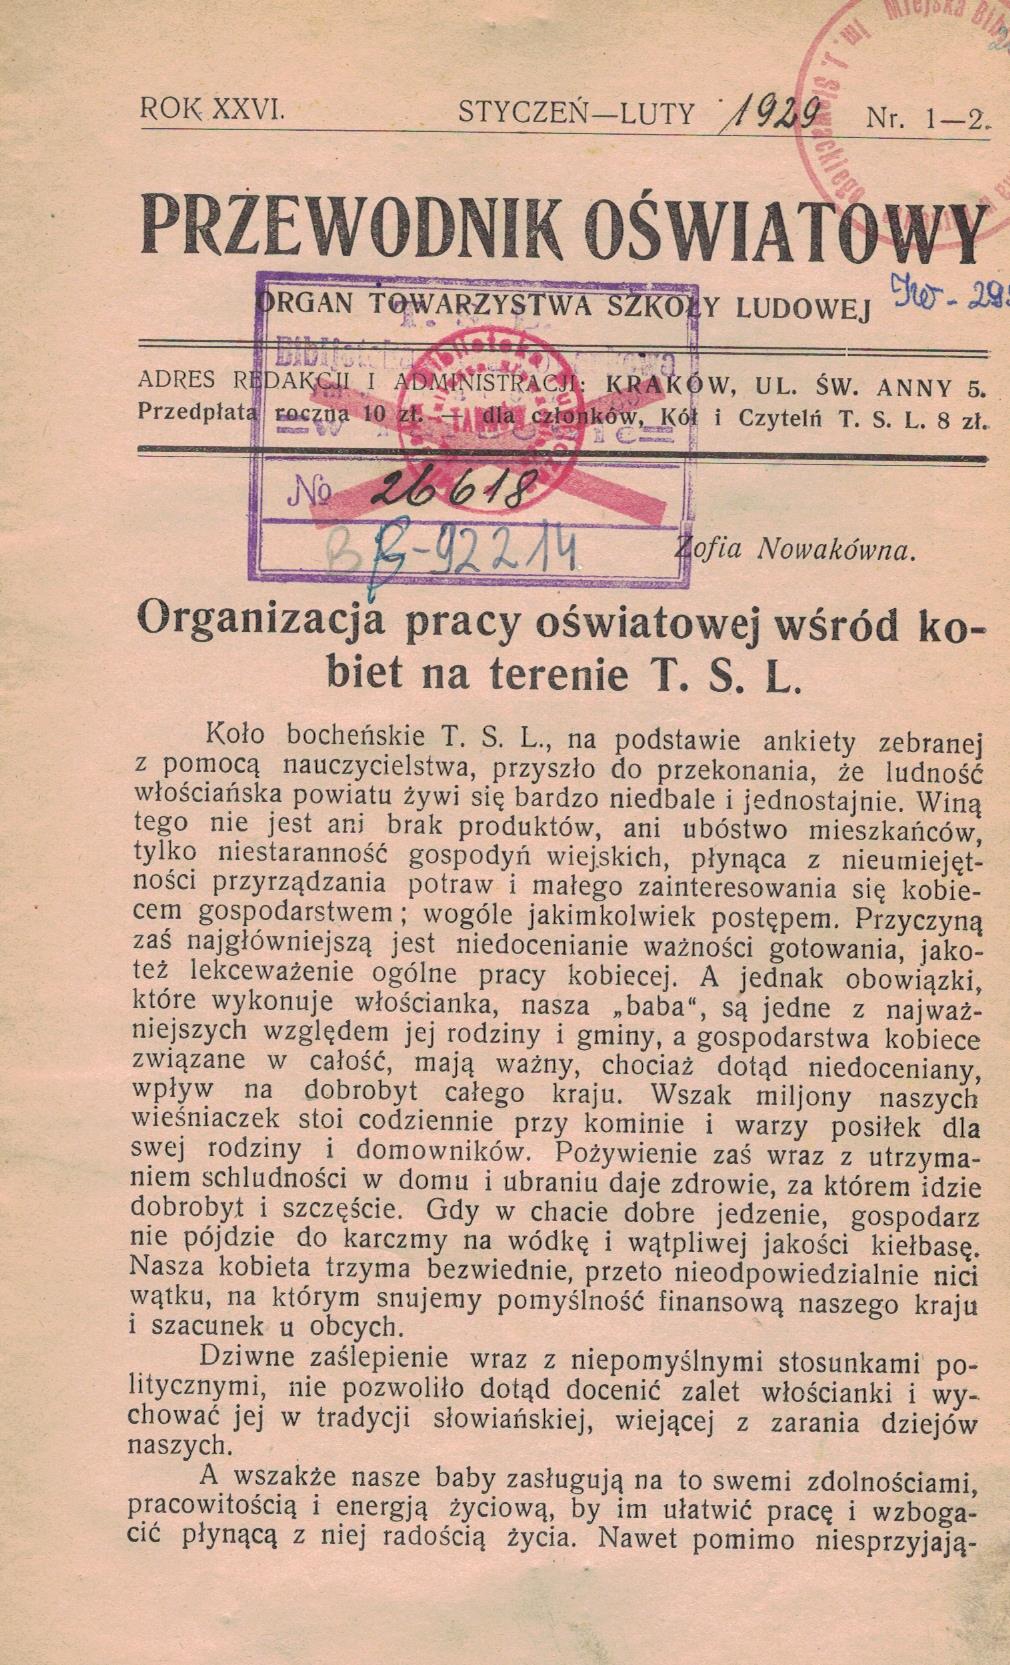 Miejska Bib
im. J. Słowackiego
ROK XXVI. STYCZEŃ—LUTY 1929 Nr. 1—2.
PRZEWODNIK OŚWIATOWY
ORGAN TOWARZYSTWA SZKOŁY LUDOWEJ
ADRES REDAKCJI I ADMINISTRACJI: KRAKÓW, UL. ŚW. ANNY 5.
Przedpłata roczna 10 zł. — dla członków, Kół i Czytelń T. S. L. 8 zł.
Biblioteka
№ 26618
B-92214
Zofia Nowakówna.
Organizacja pracy oświatowej wśród ko-
biet na terenie T. S. L.
Koło bocheńskie T. S. L., na podstawie ankiety zebranej
z pomocą nauczycielstwa, przyszło do przekonania, że ludność
włościańska powiatu żywi się bardzo niedbale i jednostajnie. Winą
tego nie jest ani brak produktów, ani ubóstwo mieszkańców,
tylko niestaranność gospodyń wiejskich, płynąca z nieumiejęt-
ności przyrządzania potraw i małego zainteresowania się kobie-
cem gospodarstwem; wogóle jakimkolwiek postępem. Przyczyną
zaś najgłówniejszą jest niedocenianie ważności gotowania, jako-
też lekceważenie ogólne pracy kobiecej. A jednak obowiązki,
które wykonuje włościanka, nasza „baba“, są jedne z najważ-
niejszych względem jej rodziny i gminy, a gospodarstwa kobiece
związane w całość, mają ważny, chociaż dotąd niedoceniany,
wpływ na dobrobyt całego kraju. Wszak miljony naszych
wieśniaczek stoi codziennie przy kominie i warzy posiłek dla
swej rodziny i domowników. Pożywienie zaś wraz z utrzyma-
niem schludności w domu i ubraniu daje zdrowie, za którem idzie
dobrobyt i szczęście. Gdy w chacie dobre jedzenie, gospodarz
nie pójdzie do karczmy na wódkę i wątpliwej jakości kiełbasę.
Nasza kobieta trzyma bezwiednie, przeto nieodpowiedzialnie nici
wątku, na którym snujemy pomyślność finansową naszego kraju
i szacunek u obcych.
Dziwne zaślepienie wraz z niepomyślnymi stosunkami po-
litycznymi, nie pozwoliło dotąd docenić zalet włościanki i wy-
chować jej w tradycji słowiańskiej, wiejącej z zarania dziejów
naszych.
A wszakże nasze baby zasługują na to swemi zdolnościami,
pracowitością i energją życiową, by im ułatwić pracę i wzboga-
cić płynącą z niej radością życia. Nawet pomimo niesprzyjają-